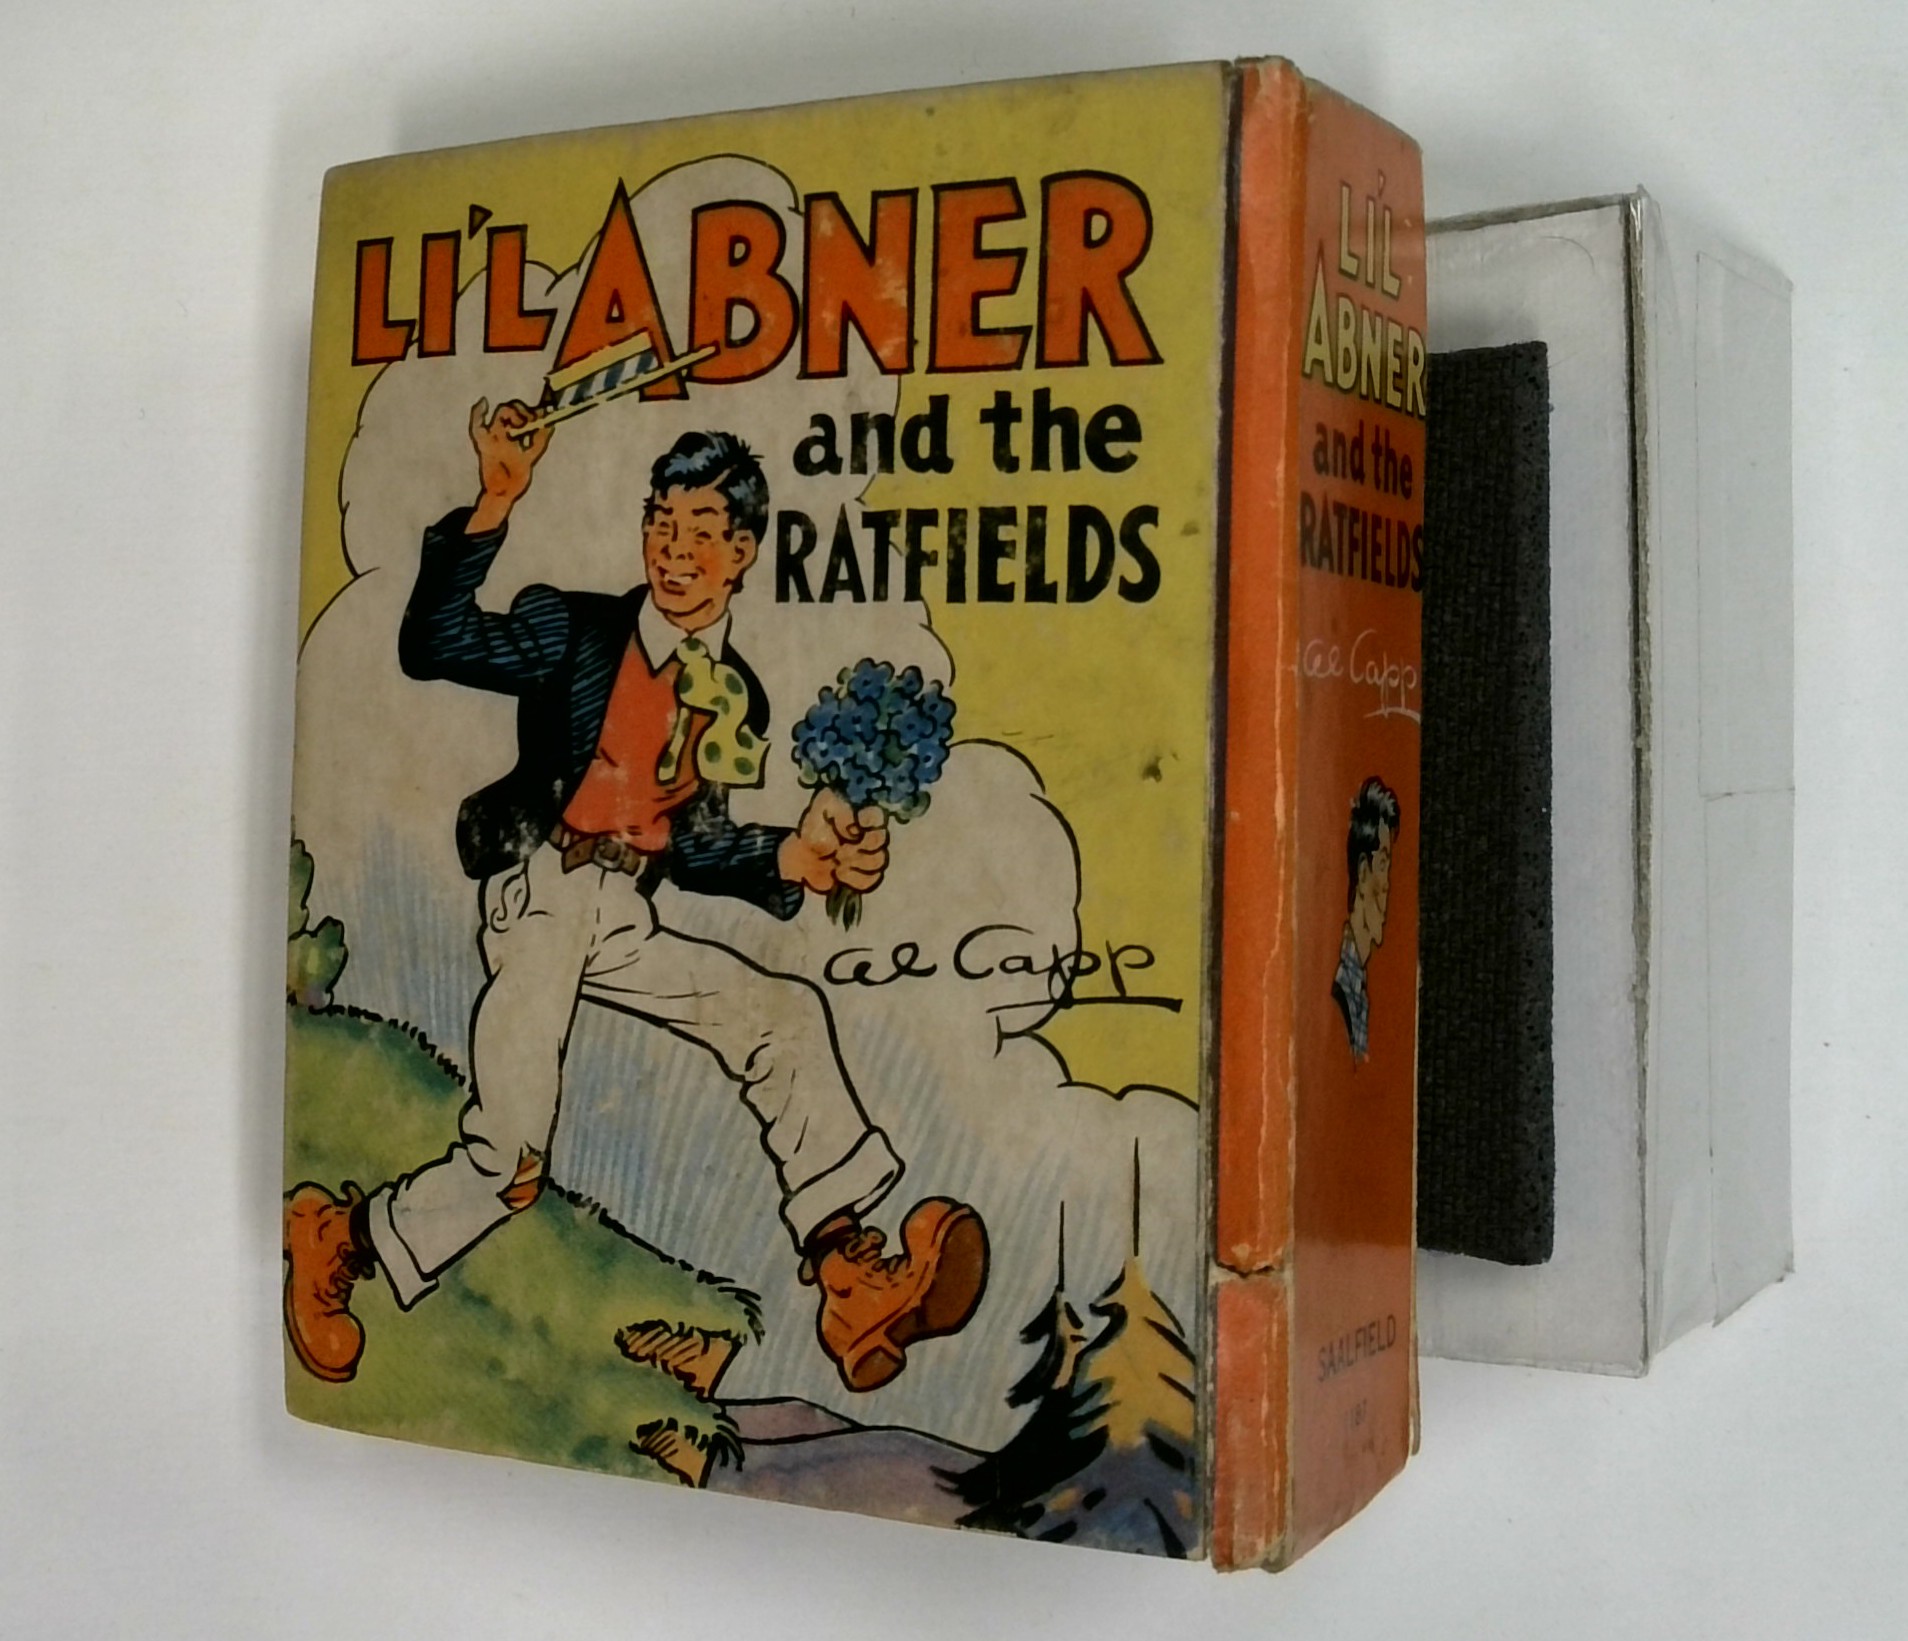 LI'L ABNER
and the
RATFIELDS
Al Capp
LI'L
ABNER
and the
RATFIELDS
Al Capp
SAALFIELD